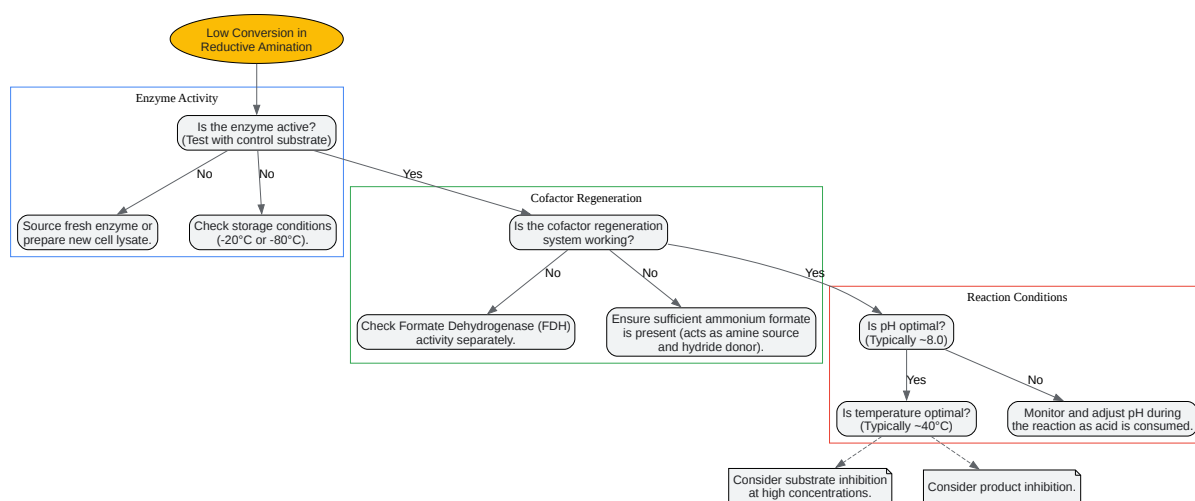 Low Conversion in
Reductive Amination
Enzyme Activity
Is the enzyme active?
(Test with control substrate)
No
No
Yes
Source fresh enzyme or
prepare new cell lysate.
Check storage conditions
(-20°C or -80°C).
Cofactor Regeneration
Is the cofactor regeneration
system working?
No
No
Yes
Check Formate Dehydrogenase (FDH)
activity separately.
Ensure sufficient ammonium formate
is present (acts as amine source
and hydride donor).
Reaction Conditions
Is pH optimal?
(Typically ~8.0)
Yes
No
Is temperature optimal?
(Typically ~40°C)
Monitor and adjust pH during
the reaction as acid is consumed.
Consider substrate inhibition
at high concentrations.
Consider product inhibition.